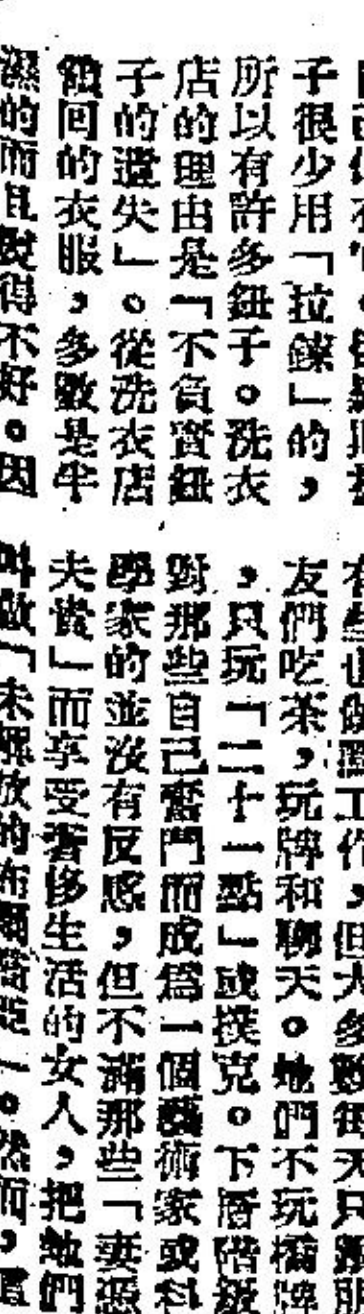 子很少用「拉鍊」的，
所以有許多鈕子。洗衣
店的理由是「不負責鈕
子的遺失」。從洗衣店
領回的衣服，多數是半
濕的而且熨得不好。因
有些也做點工作，但大多數每天只跟朋
友們吃茶，玩牌和聊天。她們不玩橋牌
，只玩「二十一點」或撲克。下層階級
對那些自己奮鬥而成爲一個藝術家或科
學家的並沒有反感，但不滿那些「妻憑
夫貴」而享受奢侈生活的女人，把她們
叫做「未解放的布爾喬亞」。然而，